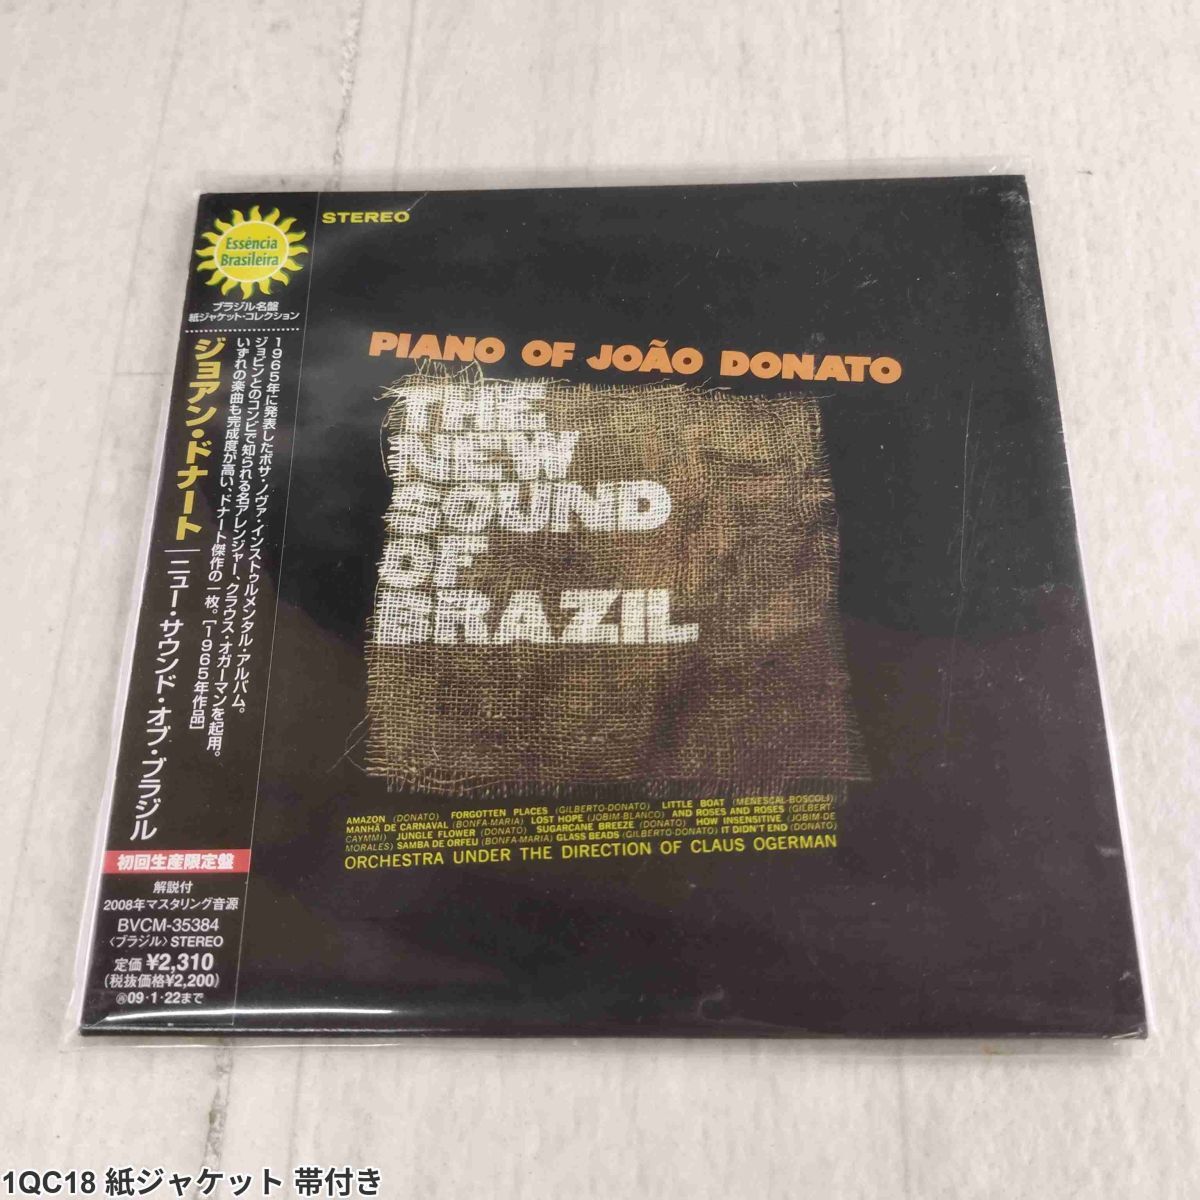 Essência
Brasileira
ブラジル名盤
紙ジャケット・コレクション
ジョアン・ドナート│ニュー・サウンド・オブ・ブラジル
1965年に発表したボサ・ノヴァ・インストゥルメンタル・アルバム。
ジョビンとのコンビで知られる名アレンジャー、クラウス・オガーマンを起用。
いずれの楽曲も完成度が高い、ドナート傑作の一枚。[1965年作品]
初回生産限定盤
解説付
2008年マスタリング音源
BVCM-35384
〈ブラジル〉STEREO
定価 ¥2,310
(税抜価格¥2,200)
㋥09・1・22まで
STEREO
PIANO OF JOÃO DONATO
THE
NEW
SOUND
OF
BRAZIL
AMAZON (DONATO) FORGOTTEN PLACES (GILBERTO-DONATO) LITTLE BOAT (MENESCAL-BOSCOLI)
MANHÃ DE CARNAVAL (BONFA-MARIA) LOST HOPE (JOBIM-BLANCO) AND ROSES AND ROSES (GILBERT-
CAYMMI) JUNGLE FLOWER (DONATO) SUGARCANE BREEZE (DONATO) HOW INSENSITIVE (JOBIM-DE
MORALES) SAMBA DE ORFEU (BONFA-MARIA) GLASS BEADS (GILBERTO-DONATO) IT DIDN'T END (DONATO)
ORCHESTRA UNDER THE DIRECTION OF CLAUS OGERMAN
1QC18 紙ジャケット 帯付き